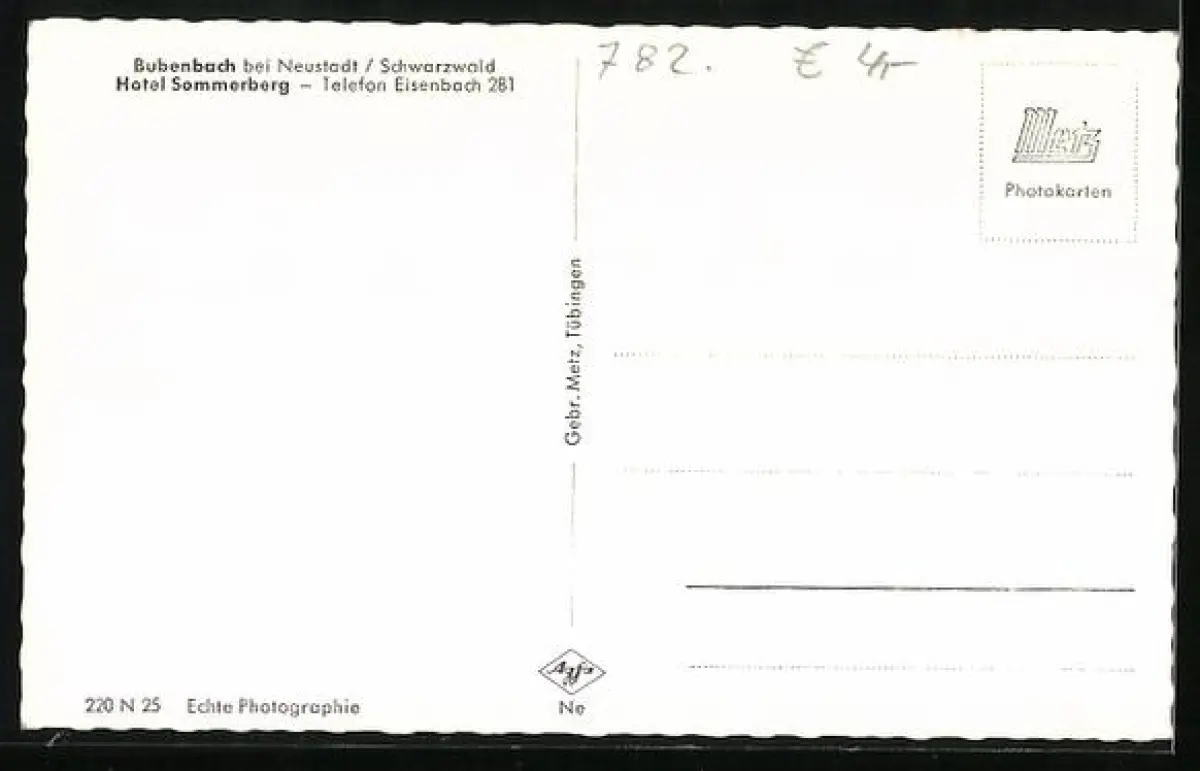 Bubenbach bei Neustadt / Schwarzwald
Hotel Sommerberg – Telefon Eisenbach 281
782. € 4,-
Metz
Photokarten
Gebr. Metz, Tübingen
220 N 25 Echte Photographie
Agfa
Ne